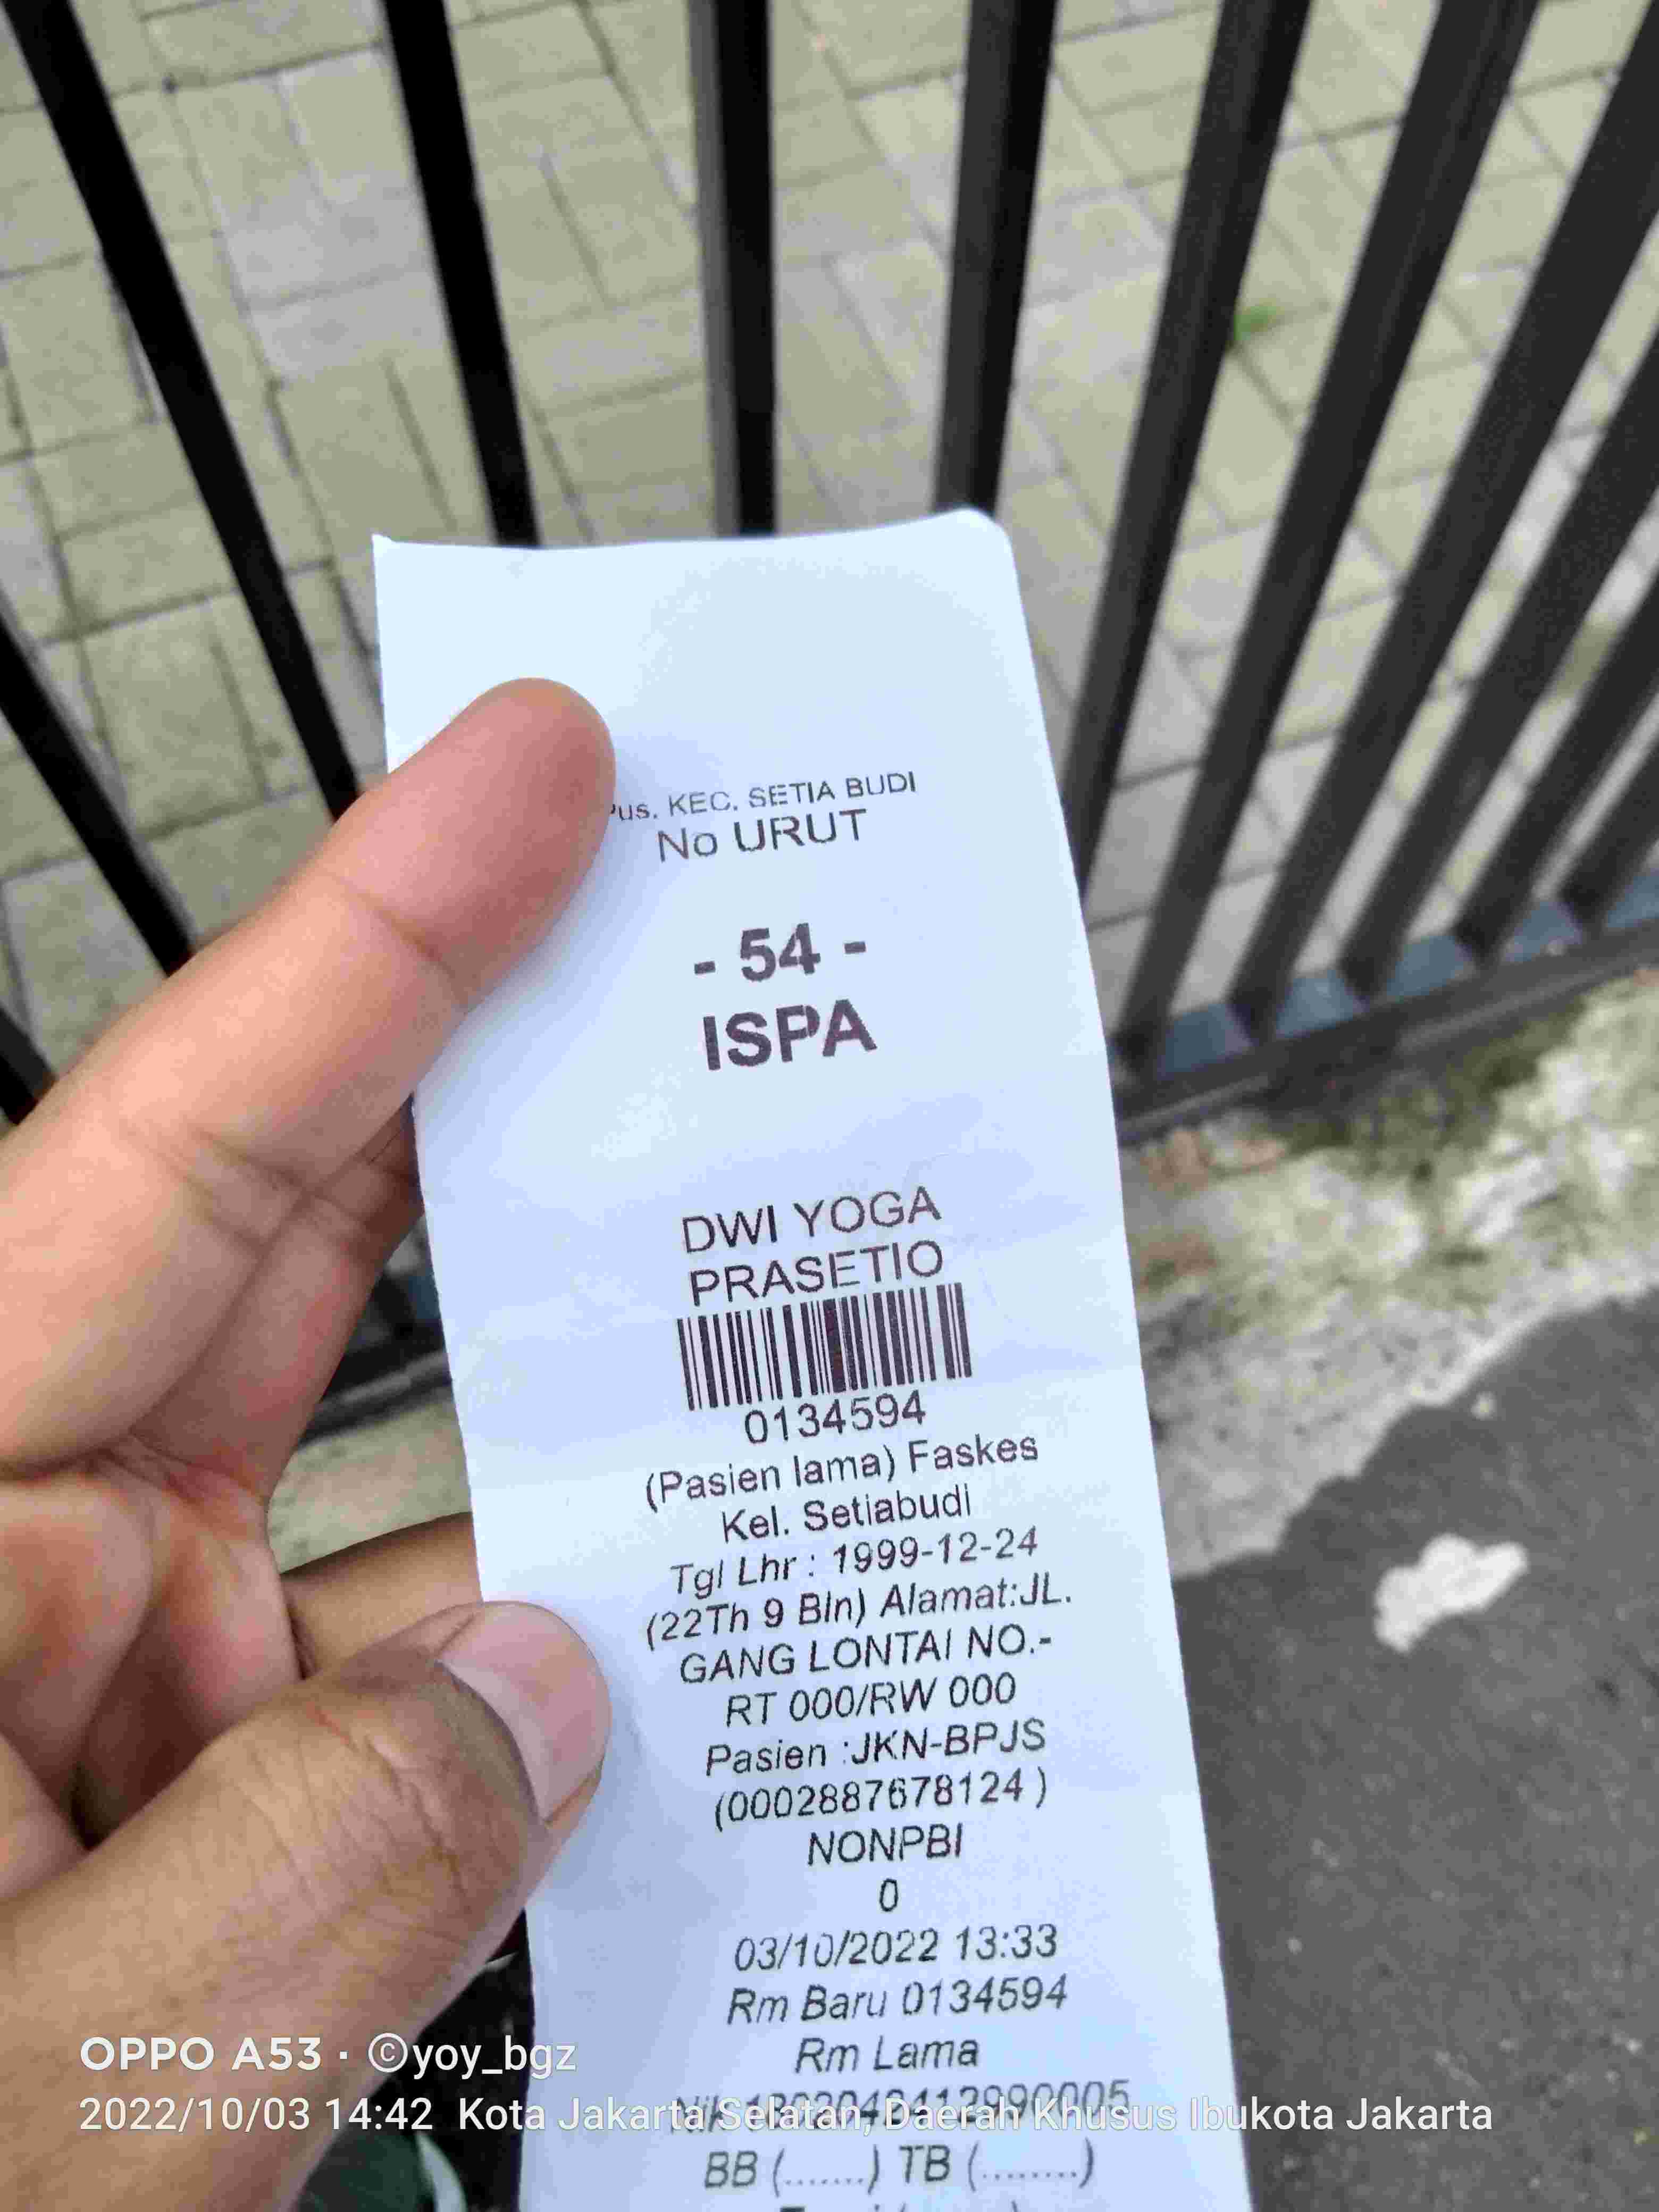 us. KEC. SETIA BUDI
No URUT
- 54 -
ISPA
DWI YOGA
PRASETIO
0134594
(Pasien lama) Faskes
Kel. Setiabudi
Tgl Lhr : 1999-12-24
(22Th 9 Bln) Alamat:JL.
GANG LONTAI NO.-
RT 000/RW 000
Pasien :JKN-BPJS
(0002887678124 )
NONPBI
0
03/10/2022 13:33
Rm Baru 0134594
Rm Lama
Nik
BB (.......) TB (........)
OPPO A53 · ©yoy_bgz
2022/10/03 14:42 Kota Jakarta Selatan, Daerah Khusus Ibukota Jakarta